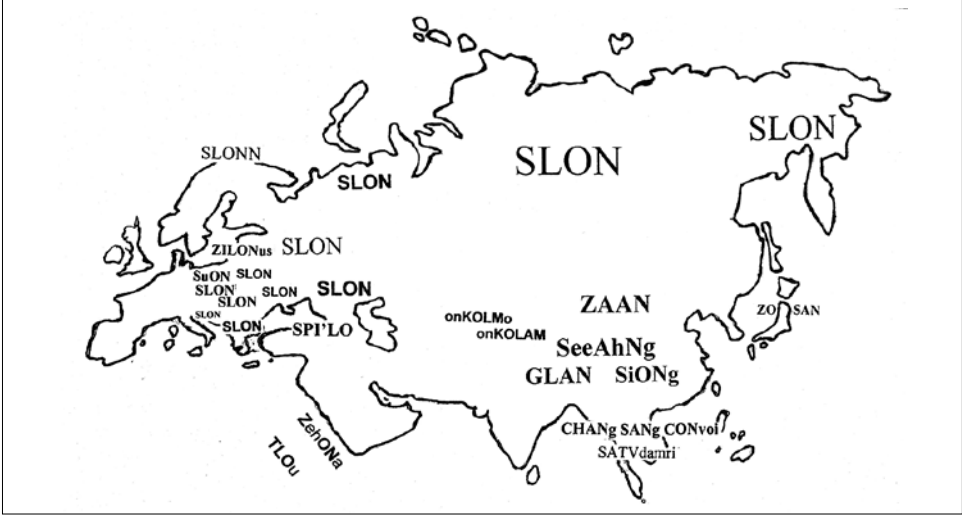 SLON
SLON
SLONN
SLON
ZILONus SLON
SuON SLON
SLON
SLON
SLON
SLON
SLON
SLON
SPI'LO
ZAAN
ZO SAN
onKOLMo
onKOLAM
SeeAhNg
GLAN SiONg
CHANg SANg CONvoi
SATVdamri
ZehONa
TLOu